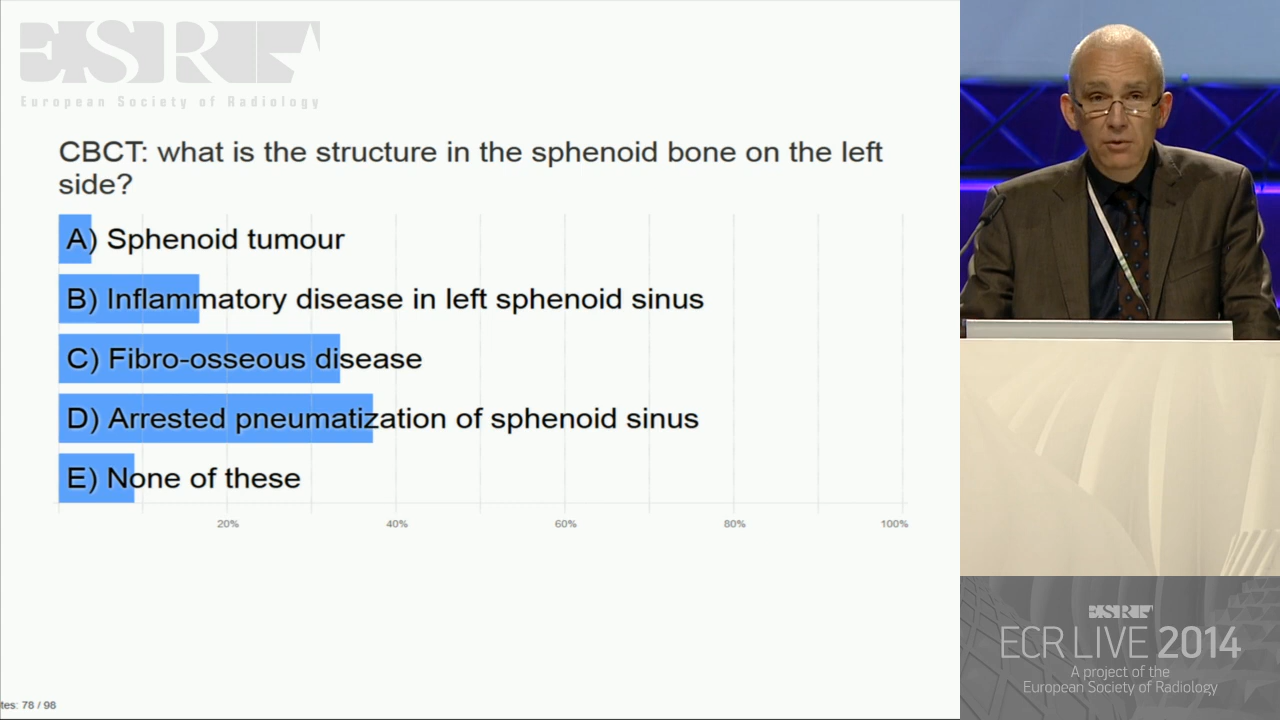 ESR
European Society of Radiology
CBCT: what is the structure in the sphenoid bone on the left
side?
A) Sphenoid tumour
B) Inflammatory disease in left sphenoid sinus
C) Fibro-osseous disease
D) Arrested pneumatization of sphenoid sinus
E) None of these
20% 40% 60% 80% 100%
tes: 78 / 98
ESR
ECR LIVE 2014
A project of the
European Society of Radiology